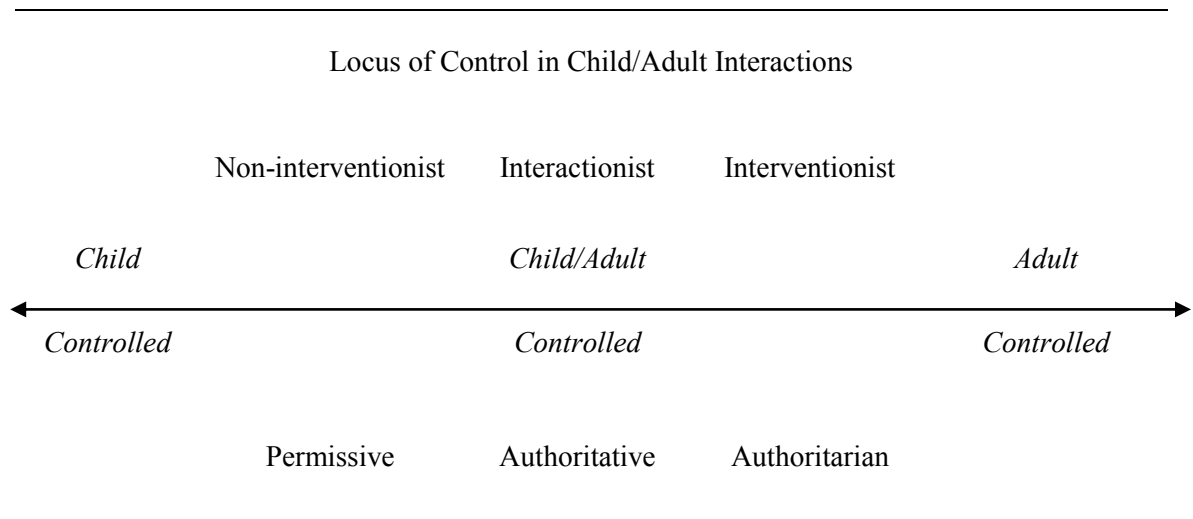 Locus of Control in Child/Adult Interactions
Non-interventionist Interactionist Interventionist
Child Child/Adult Adult
Controlled Controlled Controlled
Permissive Authoritative Authoritarian